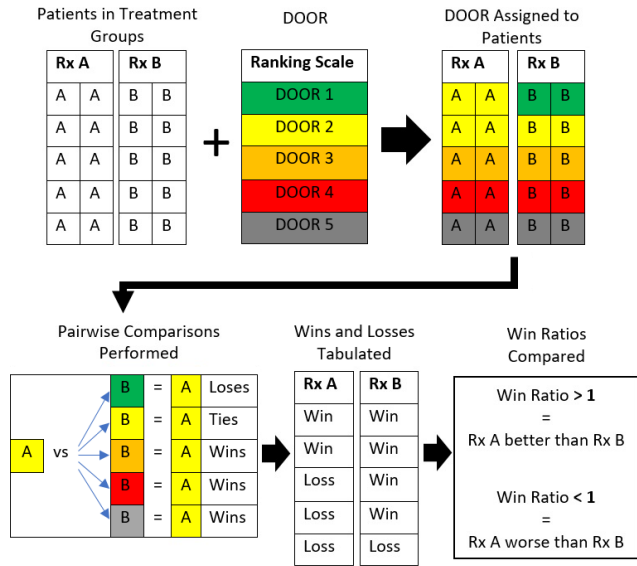 Patients in Treatment
Groups
DOOR
DOOR Assigned to
Patients
Rx A Rx B
A A B B
A A B B
A A B B
A A B B
A A B B
+
Ranking Scale
DOOR 1
DOOR 2
DOOR 3
DOOR 4
DOOR 5
Rx A Rx B
A A B B
A A B B
A A B B
A A B B
A A B B
Pairwise Comparisons
Performed
A vs
B = A Loses
B = A Ties
B = A Wins
B = A Wins
B = A Wins
Wins and Losses
Tabulated
Rx A Rx B
Win Win
Win Win
Loss Win
Loss Win
Loss Loss
Win Ratios
Compared
Win Ratio > 1
=
Rx A better than Rx B
Win Ratio < 1
=
Rx A worse than Rx B